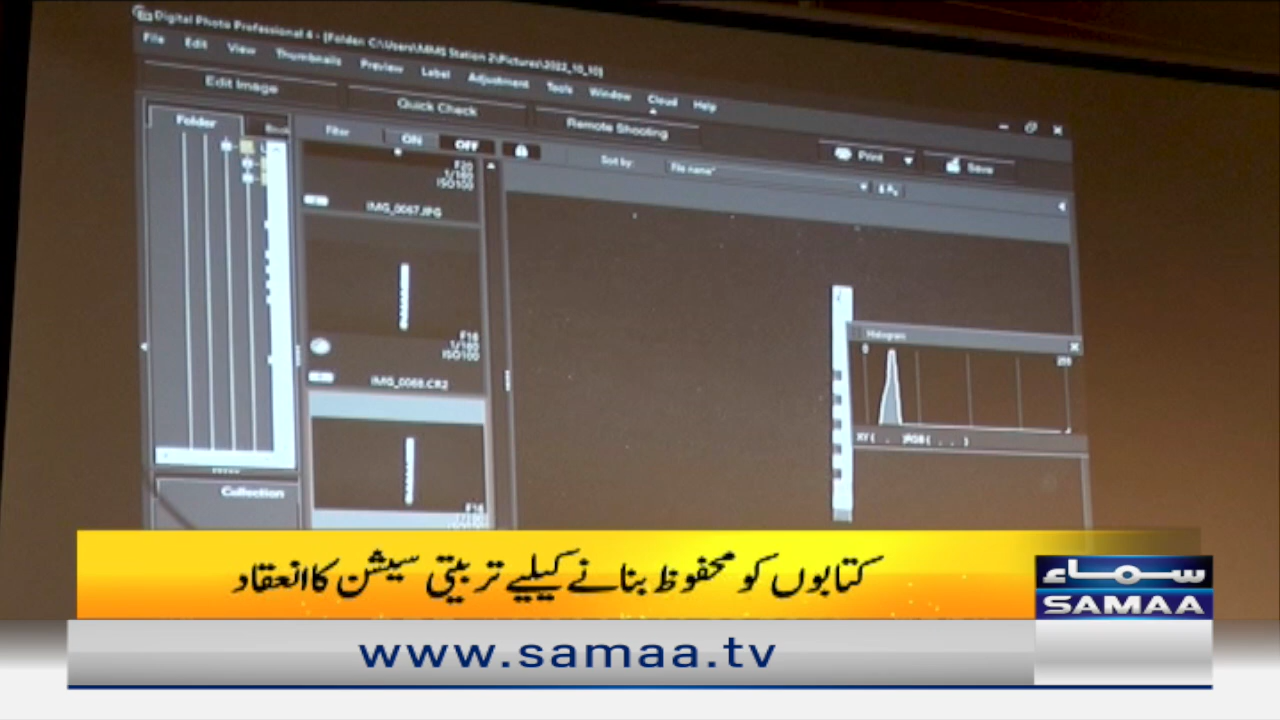 Digital Photo Professional 4 - [Folder: C:\Users\MMS Station 2\Pictures\2022_10_10]
File Edit View Thumbnails Preview Label Adjustment Tools Window Cloud Help
Edit Image Quick Check Remote Shooting
Print Save
Folder
Filter ON OFF Sort by: File name
F20
1/160
ISO100
IMG_0067.JPG
F16
1/160
ISO100
IMG_0068.CR2
F16
Histogram
0 255
XY( , )RGB( , , )
Collection
کتابوں کو محفوظ بنانے کیلیے تربیتی سیشن کا انعقاد
سماء
SAMAA
www.samaa.tv